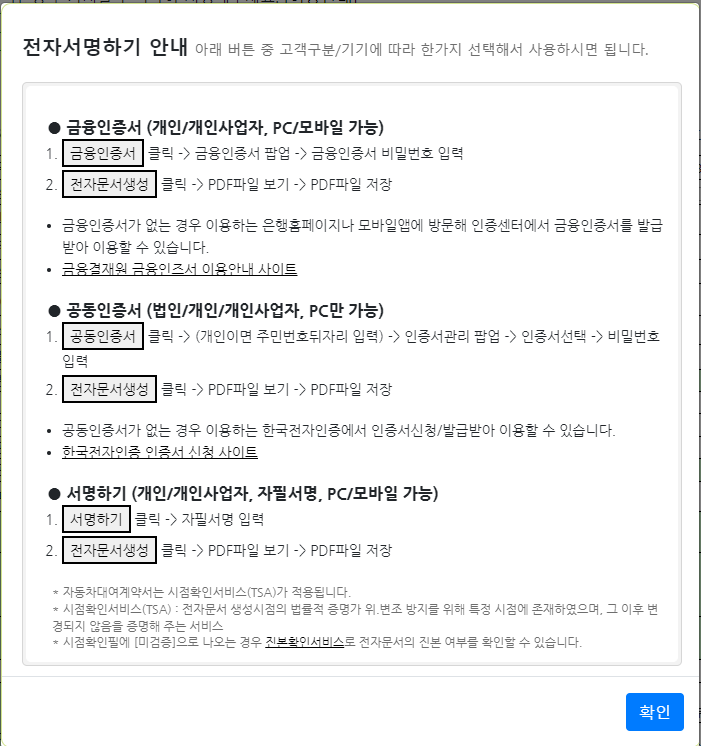 전자서명하기 안내 아래 버튼 중 고객구분/기기에 따라 한가지 선택해서 사용하시면 됩니다.
● 금융인증서 (개인/개인사업자, PC/모바일 가능)
1. 금융인증서 클릭 -> 금융인증서 팝업 -> 금융인증서 비밀번호 입력
2. 전자문서생성 클릭 -> PDF파일 보기 -> PDF파일 저장
• 금융인증서가 없는 경우 이용하는 은행홈페이지나 모바일앱에 방문해 인증센터에서 금융인증서를 발급
받아 이용할 수 있습니다.
• 금융결재원 금융인즈서 이용안내 사이트
● 공동인증서 (법인/개인/개인사업자, PC만 가능)
1. 공동인증서 클릭 -> (개인이면 주민번호뒤자리 입력) -> 인증서관리 팝업 -> 인증서선택 -> 비밀번호
입력
2. 전자문서생성 클릭 -> PDF파일 보기 -> PDF파일 저장
• 공동인증서가 없는 경우 이용하는 한국전자인증에서 인증서신청/발급받아 이용할 수 있습니다.
• 한국전자인증 인증서 신청 사이트
● 서명하기 (개인/개인사업자, 자필서명, PC/모바일 가능)
1. 서명하기 클릭 -> 자필서명 입력
2. 전자문서생성 클릭 -> PDF파일 보기 -> PDF파일 저장
* 자동차대여계약서는 시점확인서비스(TSA)가 적용됩니다.
* 시점확인서비스(TSA) : 전자문서 생성시점의 법률적 증명가 위.변조 방지를 위해 특정 시점에 존재하였으며, 그 이후 변
경되지 않음을 증명해 주는 서비스
* 시점확인필에 [미검증]으로 나오는 경우 진본확인서비스로 전자문서의 진본 여부를 확인할 수 있습니다.
확인